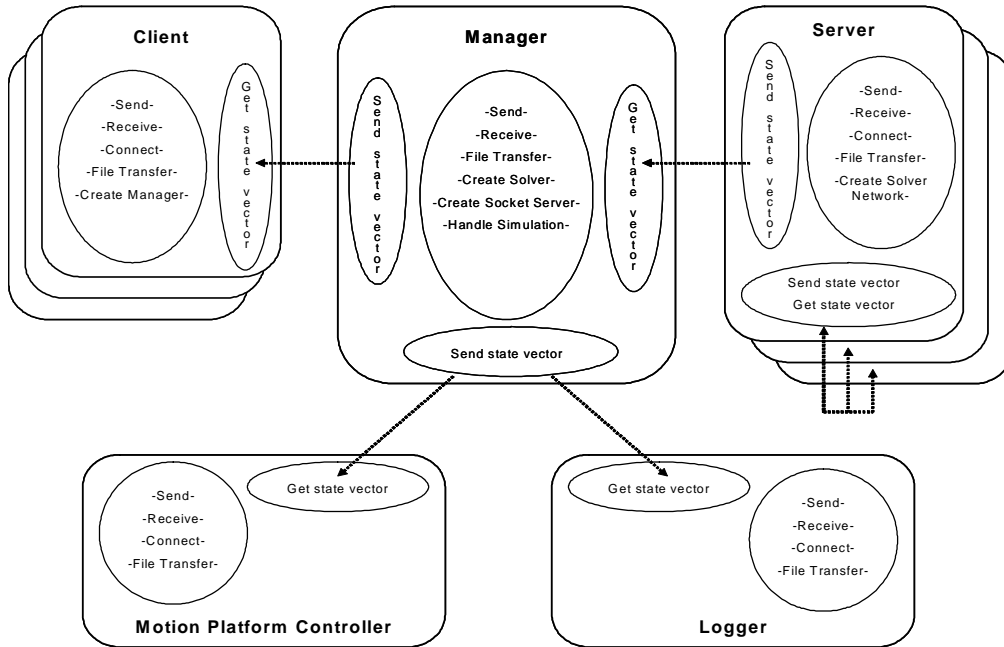 Client
-Send-
-Receive-
-Connect-
-File Transfer-
-Create Manager-
Get state vector
Manager
Send state vector
-Send-
-Receive-
-File Transfer-
-Create Solver-
-Create Socket Server-
-Handle Simulation-
Get state vector
Send state vector
Server
Send state vector
-Send-
-Receive-
-Connect-
-File Transfer-
-Create Solver
Network-
Send state vector
Get state vector
-Send-
-Receive-
-Connect-
-File Transfer-
Get state vector
Motion Platform Controller
Get state vector
-Send-
-Receive-
-Connect-
-File Transfer-
Logger